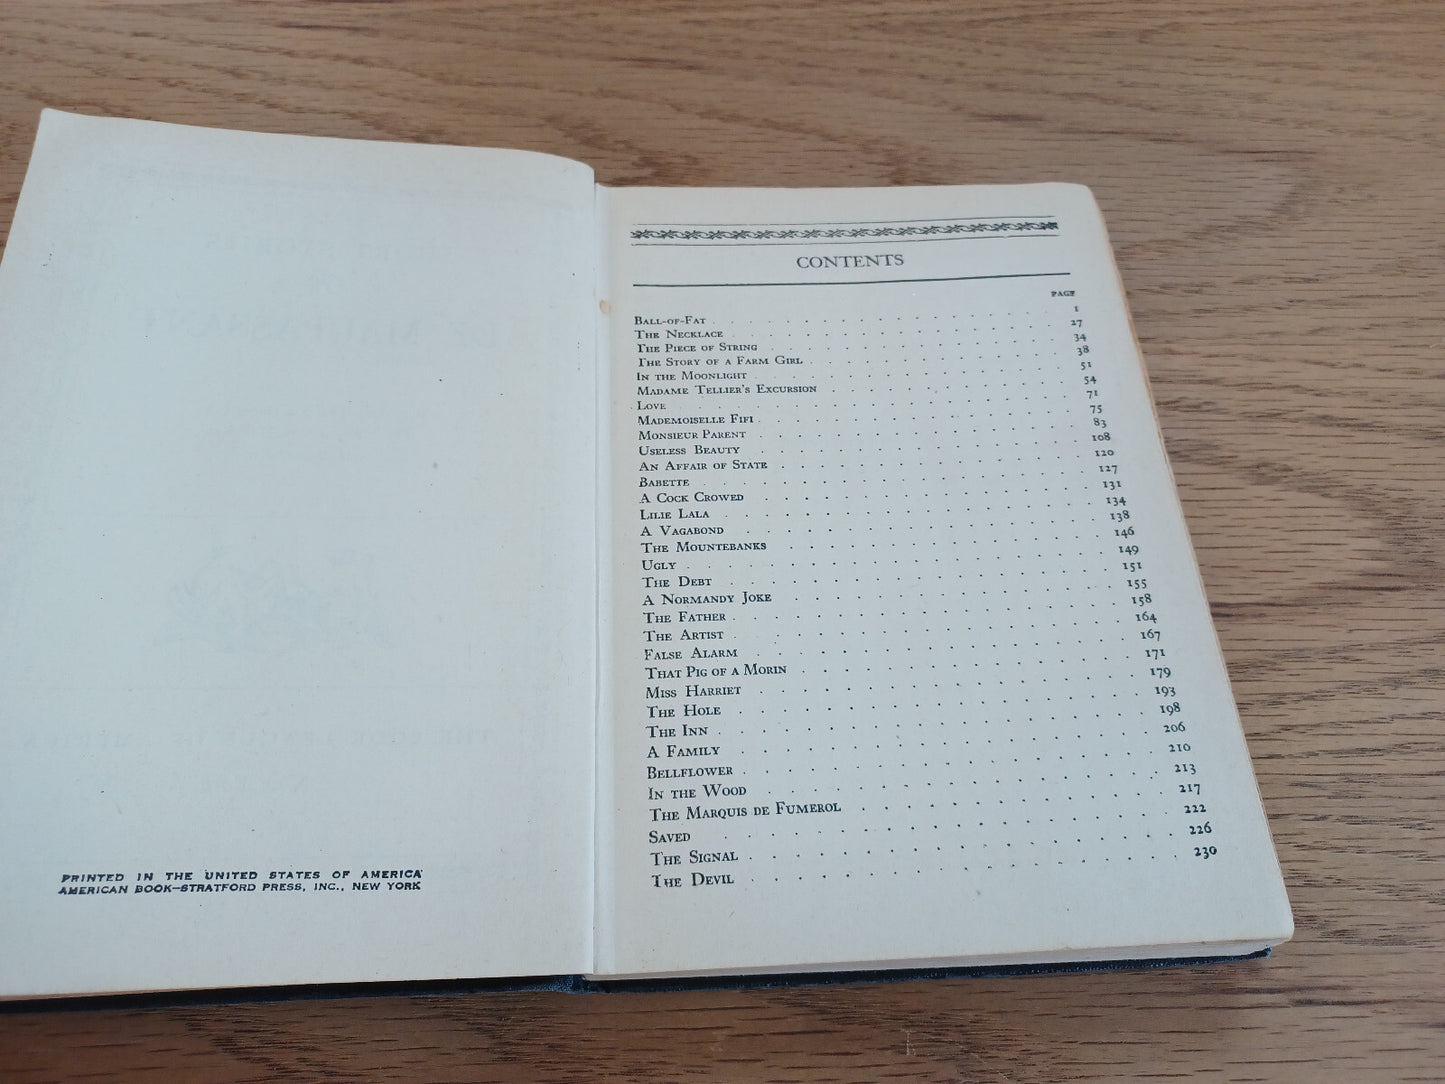 PRINTED IN THE UNITED STATES OF AMERICA
AMERICAN BOOK—STRATFORD PRESS, INC., NEW YORK
CONTENTS
PAGE
Ball-of-Fat 1
The Necklace 27
The Piece of String 34
The Story of a Farm Girl 38
In the Moonlight 51
Madame Tellier's Excursion 54
Love 71
Mademoiselle Fifi 75
Monsieur Parent 83
Useless Beauty 108
An Affair of State 120
Babette 127
A Cock Crowed 131
Lilie Lala 134
A Vagabond 138
The Mountebanks 146
Ugly 149
The Debt 151
A Normandy Joke 155
The Father 158
The Artist 164
False Alarm 167
That Pig of a Morin 171
Miss Harriet 179
The Hole 193
The Inn 198
A Family 206
Bellflower 210
In the Wood 213
The Marquis de Fumerol 217
Saved 222
The Signal 226
The Devil 230